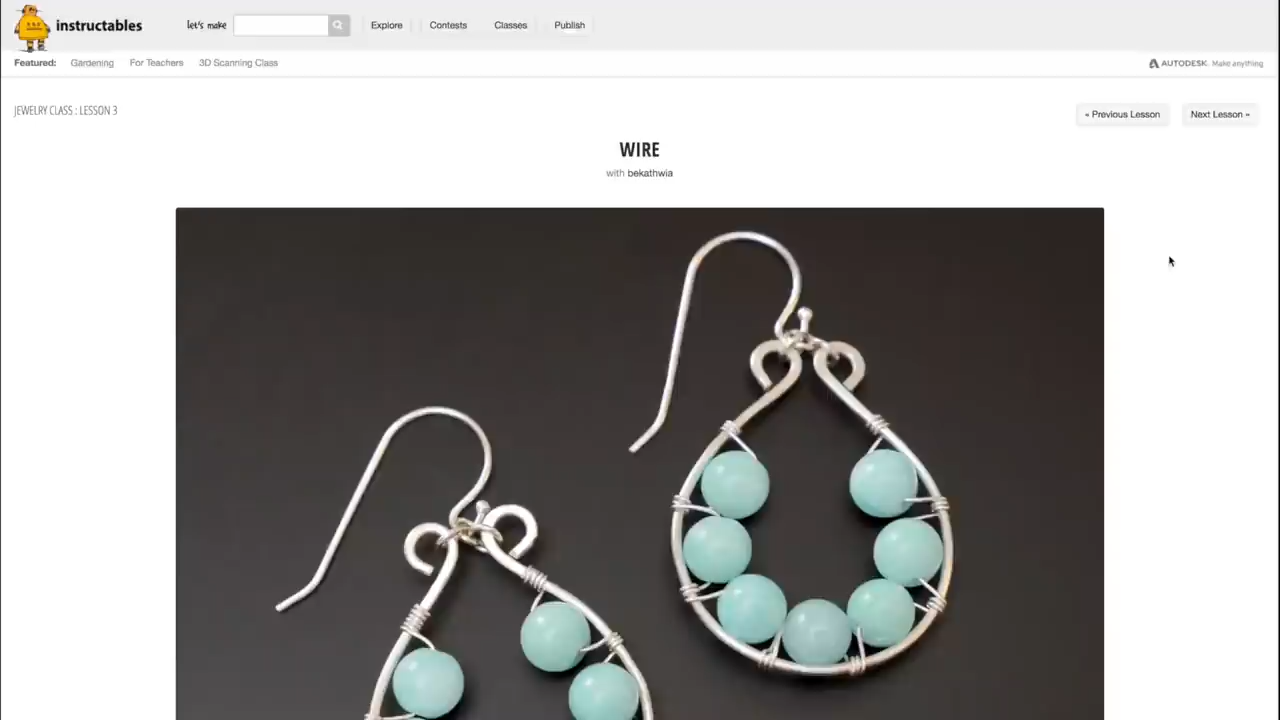 instructables
let's make
Explore
Contests
Classes
Publish
Featured:
Gardening
For Teachers
3D Scanning Class
AUTODESK. Make anything
JEWELRY CLASS : LESSON 3
« Previous Lesson
Next Lesson »
WIRE
with bekathwia